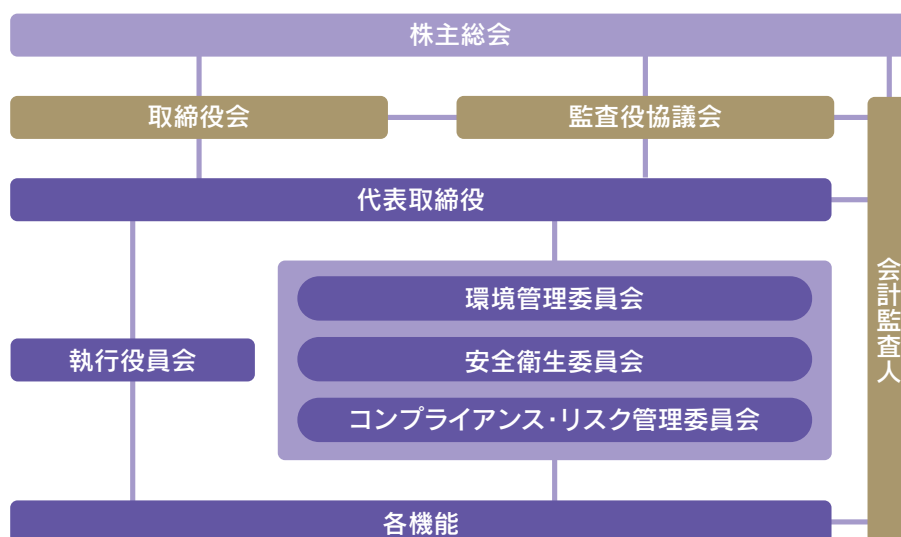 株主総会
取締役会
監査役協議会
代表取締役
環境管理委員会
安全衛生委員会
コンプライアンス・リスク管理委員会
執行役員会
会計監査人
各機能